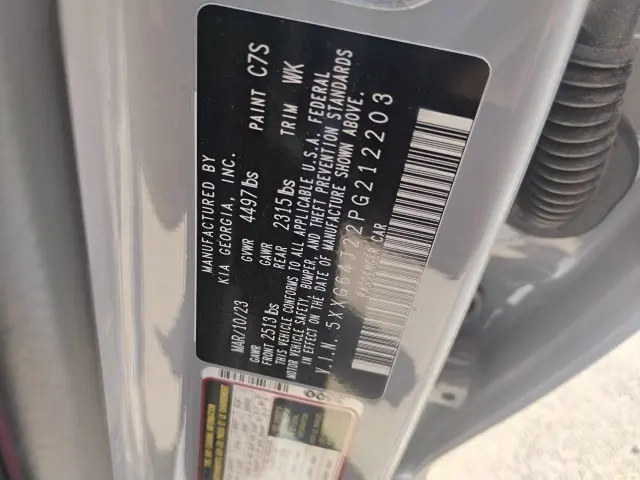 MANUFACTURED BY
KIA GEORGIA, INC.
MAR/10/23 GVWR 4497lbs PAINT C7S
GAWR FRONT 2513lbs GAWR REAR 2315lbs TRIM WK
THIS VEHICLE CONFORMS TO ALL APPLICABLE U.S.A. FEDERAL
MOTOR VEHICLE SAFETY, BUMPER, AND THEFT PREVENTION STANDARDS
IN EFFECT ON THE DATE OF MANUFACTURE SHOWN ABOVE.
V.I.N. 5XXG64J22PG212203
PASSENGER CAR